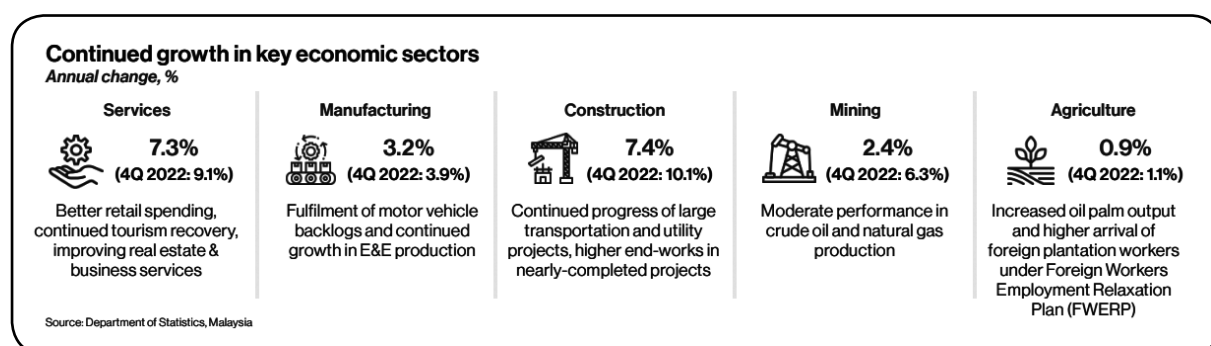 Continued growth in key economic sectors
Annual change, %
Services
7.3%
(4Q 2022: 9.1%)
Better retail spending,
continued tourism recovery,
improving real estate &
business services
Manufacturing
3.2%
(4Q 2022: 3.9%)
Fulfilment of motor vehicle
backlogs and continued
growth in E&E production
Construction
7.4%
(4Q 2022: 10.1%)
Continued progress of large
transportation and utility
projects, higher end-works in
nearly-completed projects
Mining
2.4%
(4Q 2022: 6.3%)
Moderate performance in
crude oil and natural gas
production
Agriculture
0.9%
(4Q 2022: 1.1%)
Increased oil palm output
and higher arrival of
foreign plantation workers
under Foreign Workers
Employment Relaxation
Plan (FWERP)
Source: Department of Statistics, Malaysia